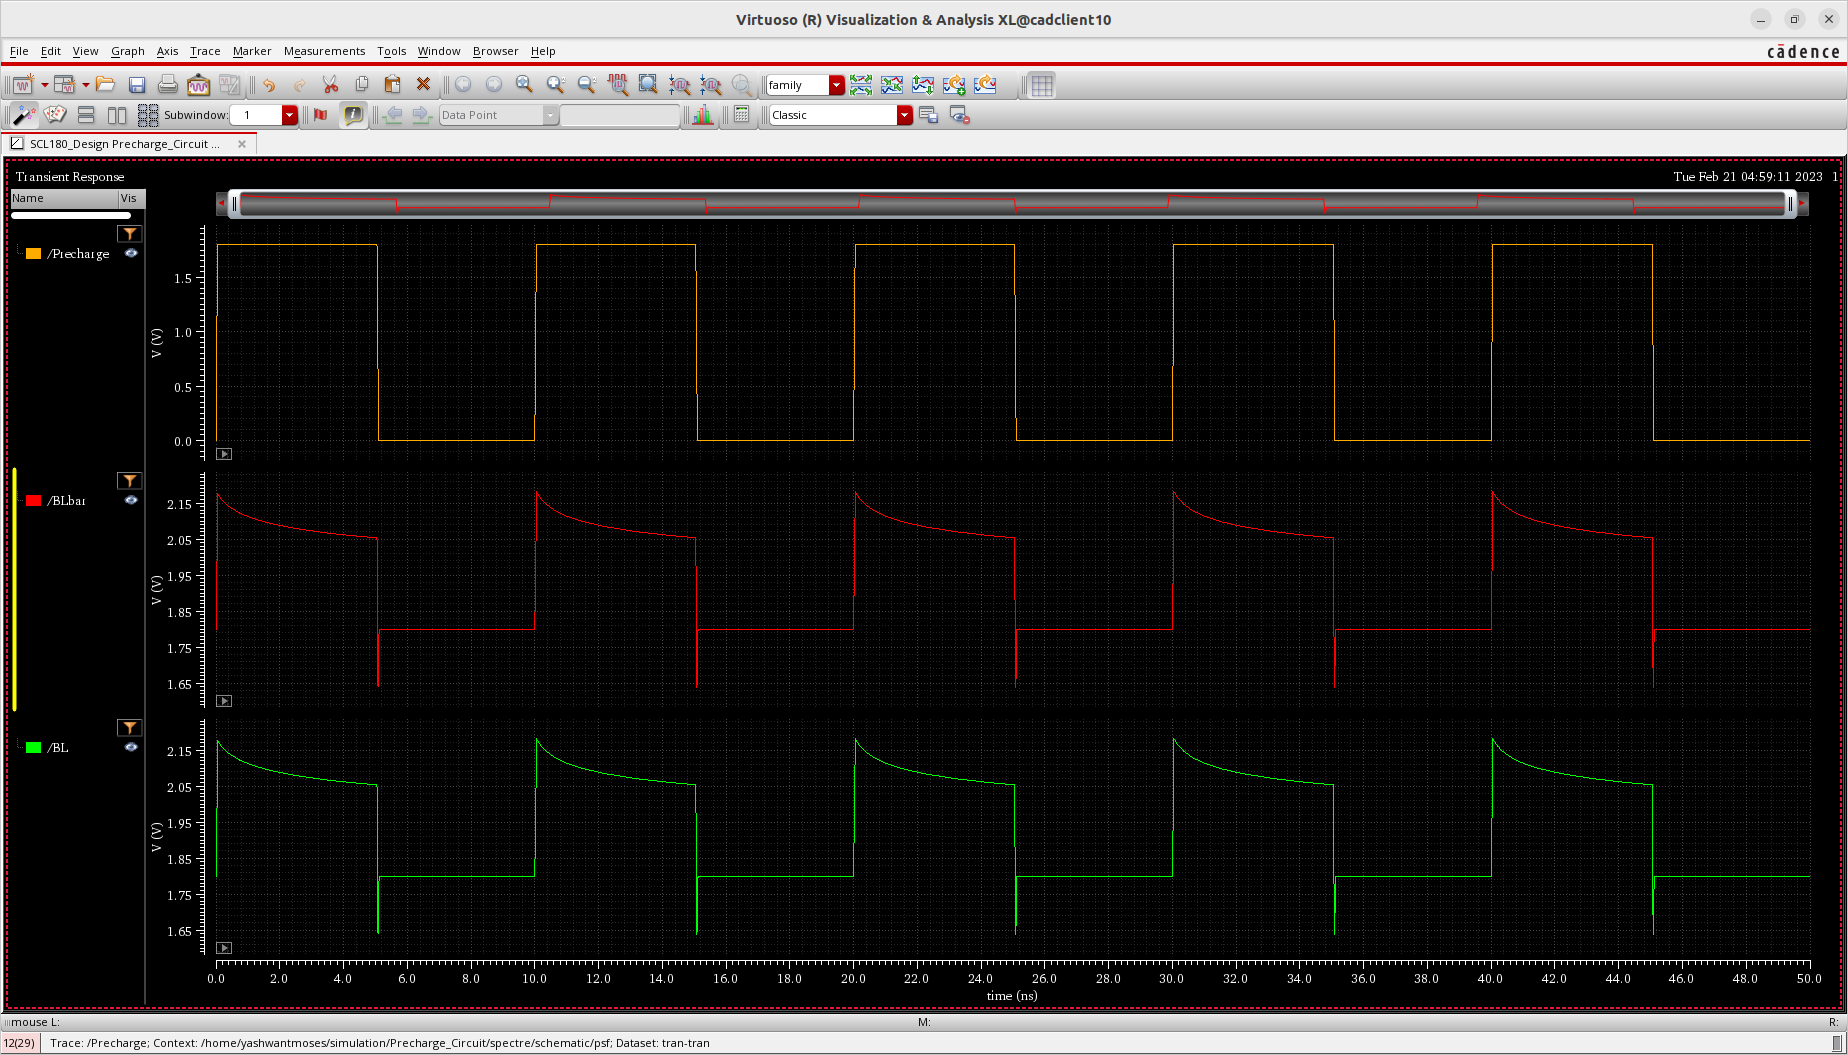 Virtuoso (R) Visualization & Analysis XL@cadclient10
File Edit View Graph Axis Trace Marker Measurements Tools Window Browser Help
cādence
family
Subwindow: 1
Data Point
Classic
SCL180_Design Precharge_Circuit ...
Transient Response
Tue Feb 21 04:59:11 2023 1
Name Vis
/Precharge
V (V)
1.5
1.0
0.5
0.0
/BLbar
V (V)
2.15
2.05
1.95
1.85
1.75
1.65
/BL
V (V)
2.15
2.05
1.95
1.85
1.75
1.65
0.0 2.0 4.0 6.0 8.0 10.0 12.0 14.0 16.0 18.0 20.0 22.0 24.0 26.0 28.0 30.0 32.0 34.0 36.0 38.0 40.0 42.0 44.0 46.0 48.0 50.0
time (ns)
mouse L: M: R:
12(29) Trace: /Precharge; Context: /home/yashwantmoses/simulation/Precharge_Circuit/spectre/schematic/psf; Dataset: tran-tran